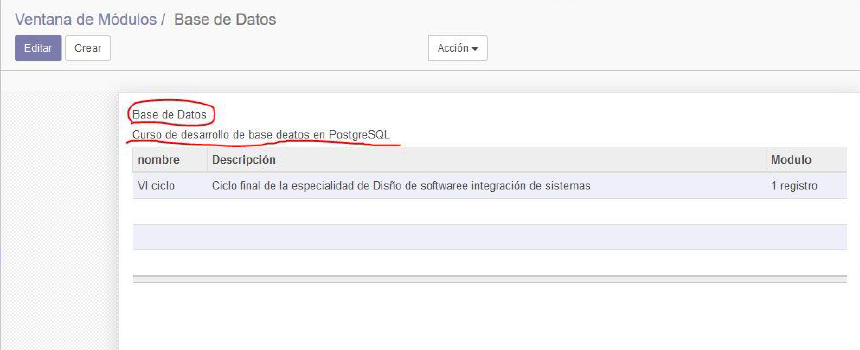 Ventana de Módulos / Base de Datos
Editar Crear Acción
Base de Datos
Curso de desarrollo de base deatos en PostgreSQL
nombre Descripción Modulo
VI ciclo Ciclo final de la especialidad de Disño de softwaree integración de sistemas 1 registro